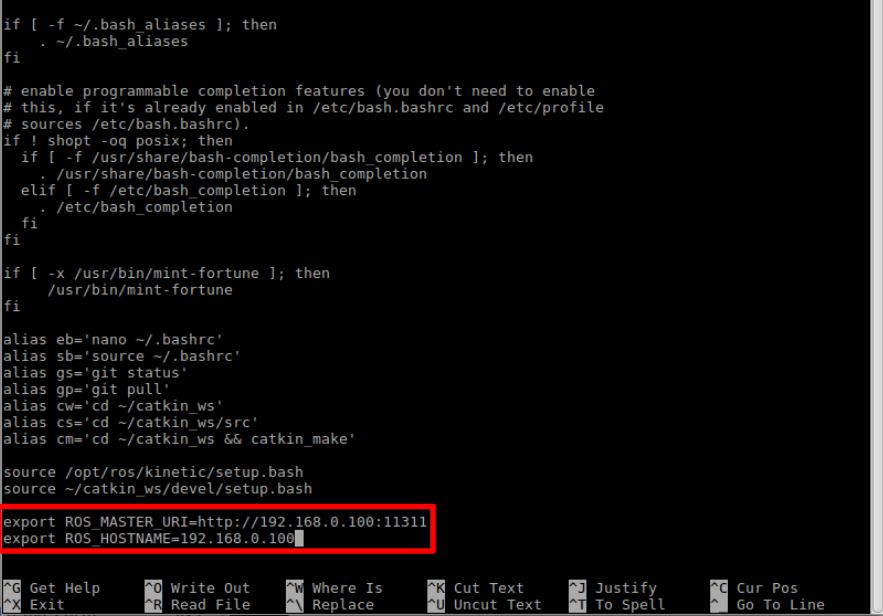 if [ -f ~/.bash_aliases ]; then
    . ~/.bash_aliases
fi

# enable programmable completion features (you don't need to enable
# this, if it's already enabled in /etc/bash.bashrc and /etc/profile
# sources /etc/bash.bashrc).
if ! shopt -oq posix; then
  if [ -f /usr/share/bash-completion/bash_completion ]; then
    . /usr/share/bash-completion/bash_completion
  elif [ -f /etc/bash_completion ]; then
    . /etc/bash_completion
  fi
fi

if [ -x /usr/bin/mint-fortune ]; then
     /usr/bin/mint-fortune
fi

alias eb='nano ~/.bashrc'
alias sb='source ~/.bashrc'
alias gs='git status'
alias gp='git pull'
alias cw='cd ~/catkin_ws'
alias cs='cd ~/catkin_ws/src'
alias cm='cd ~/catkin_ws && catkin_make'

source /opt/ros/kinetic/setup.bash
source ~/catkin_ws/devel/setup.bash

export ROS_MASTER_URI=http://192.168.0.100:11311
export ROS_HOSTNAME=192.168.0.100

^G Get Help ^O Write Out ^W Where Is ^K Cut Text ^J Justify ^C Cur Pos
^X Exit ^R Read File ^\ Replace ^U Uncut Text ^T To Spell ^_ Go To Line